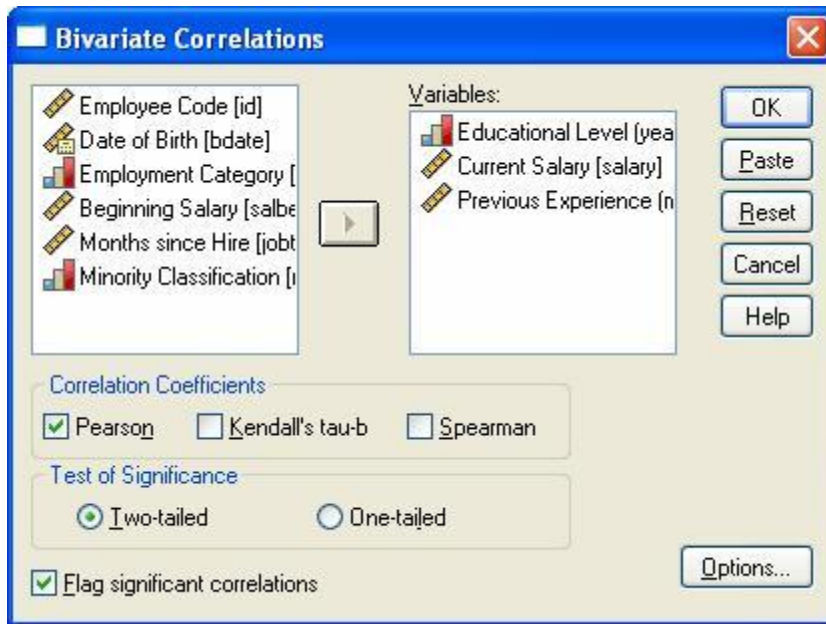 Bivariate Correlations
Employee Code [id]
Date of Birth [bdate]
Employment Category [
Beginning Salary [salbe
Months since Hire [jobt
Minority Classification [
Variables:
Educational Level (yea
Current Salary [salary]
Previous Experience (
OK
Paste
Reset
Cancel
Help
Correlation Coefficients
Pearson Kendall's tau-b Spearman
Test of Significance
Two-tailed One-tailed
Flag significant correlations
Options...